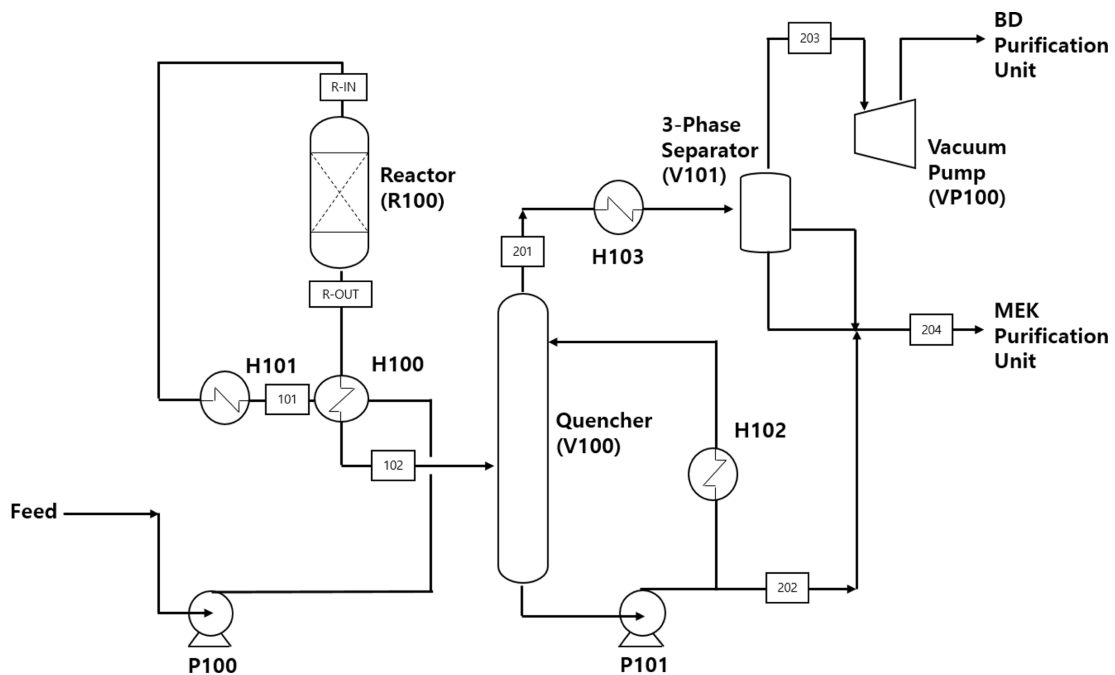 BD
Purification
Unit
203
R-IN
3-Phase
Separator
(V101)
Vacuum
Pump
(VP100)
Reactor
(R100)
201
H103
R-OUT
MEK
Purification
Unit
204
H101
H100
101
Quencher
(V100)
H102
102
Feed
202
P100
P101